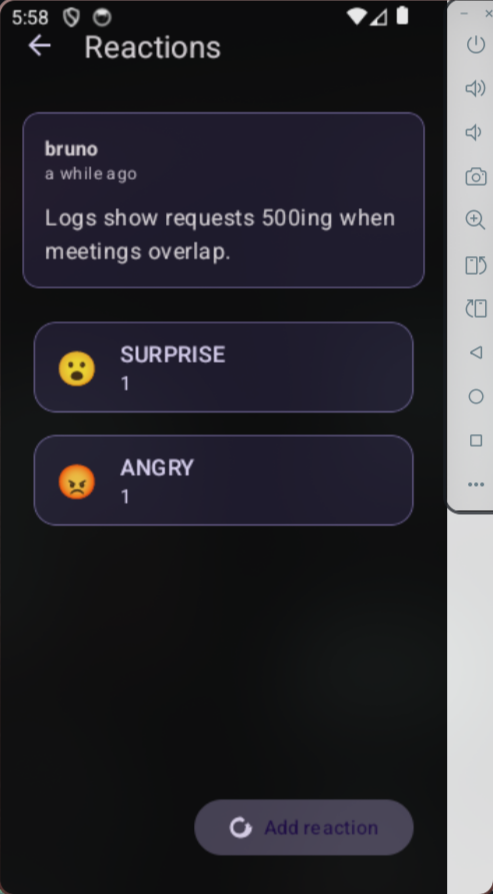 5:58
Reactions
bruno
a while ago
Logs show requests 500ing when
meetings overlap.
SURPRISE
1
ANGRY
1
Add reaction